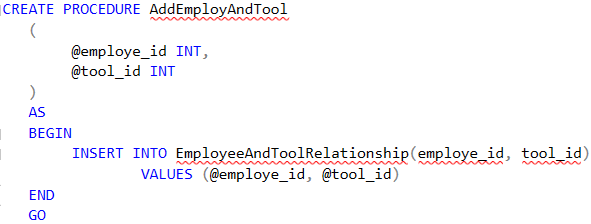 CREATE PROCEDURE AddEmployAndTool
(
@employe_id INT,
@tool_id INT
)
AS
BEGIN
INSERT INTO EmployeeAndToolRelationship(employe_id, tool_id)
VALUES (@employe_id, @tool_id)
END
GO